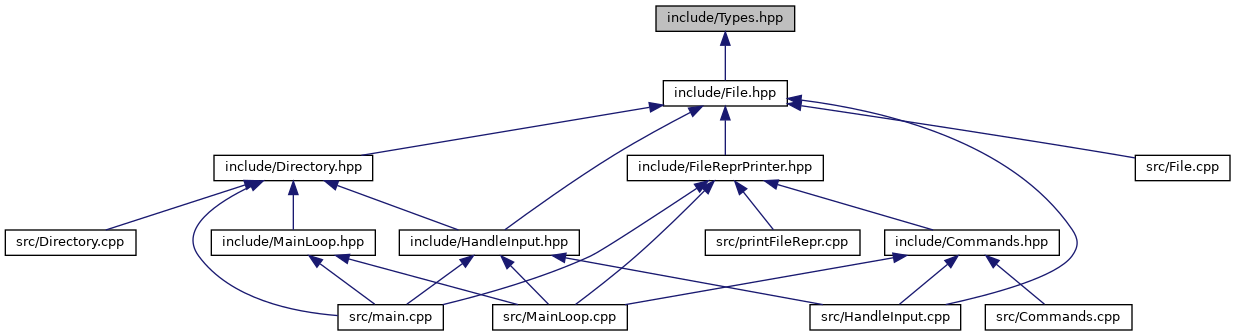 include/Types.hpp
include/File.hpp
include/Directory.hpp
include/FileReprPrinter.hpp
src/File.cpp
src/Directory.cpp
include/MainLoop.hpp
include/HandleInput.hpp
src/printFileRepr.cpp
include/Commands.hpp
src/main.cpp
src/MainLoop.cpp
src/HandleInput.cpp
src/Commands.cpp